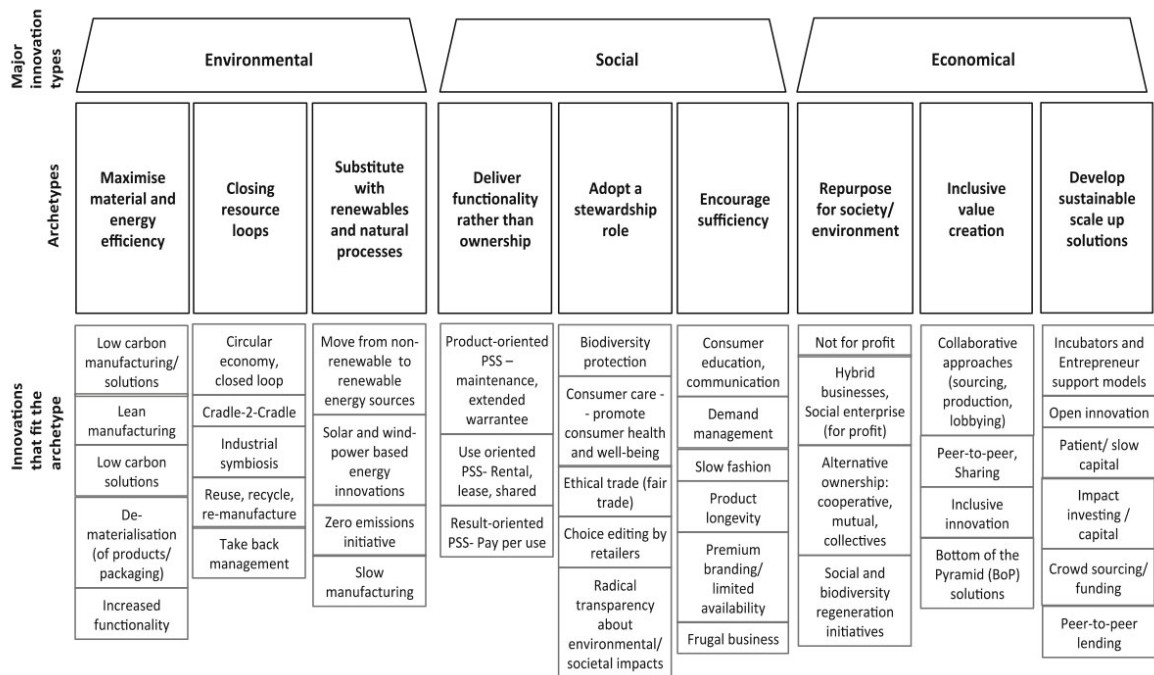 Major
innovation
types
Environmental
Social
Economical
Archetypes
Maximise
material and
energy
efficiency
Closing
resource
loops
Substitute
with
renewables
and natural
processes
Deliver
functionality
rather than
ownership
Adopt a
stewardship
role
Encourage
sufficiency
Repurpose
for society/
environment
Inclusive
value
creation
Develop
sustainable
scale up
solutions
Innovations
that fit the
archetype
Low carbon
manufacturing/
solutions
Lean
manufacturing
Low carbon
solutions
De-
materialisation
(of products/
packaging)
Increased
functionality
Circular
economy,
closed loop
Cradle-2-Cradle
Industrial
symbiosis
Reuse, recycle,
re-manufacture
Take back
management
Move from non-
renewable to
renewable
energy sources
Solar and wind-
power based
energy
innovations
Zero emissions
initiative
Slow
manufacturing
Product-oriented
PSS –
maintenance,
extended
warrantee
Use oriented
PSS- Rental,
lease, shared
Result-oriented
PSS- Pay per use
Biodiversity
protection
Consumer care -
- promote
consumer health
and well-being
Ethical trade (fair
trade)
Choice editing by
retailers
Radical
transparency
about
environmental/
societal impacts
Consumer
education,
communication
Demand
management
Slow fashion
Product
longevity
Premium
branding/
limited
availability
Frugal business
Not for profit
Hybrid
businesses,
Social enterprise
(for profit)
Alternative
ownership:
cooperative,
mutual,
collectives
Social and
biodiversity
regeneration
initiatives
Collaborative
approaches
(sourcing,
production,
lobbying)
Peer-to-peer,
Sharing
Inclusive
innovation
Bottom of the
Pyramid (BoP)
solutions
Incubators and
Entrepreneur
support models
Open innovation
Patient/ slow
capital
Impact
investing /
capital
Crowd sourcing/
funding
Peer-to-peer
lending